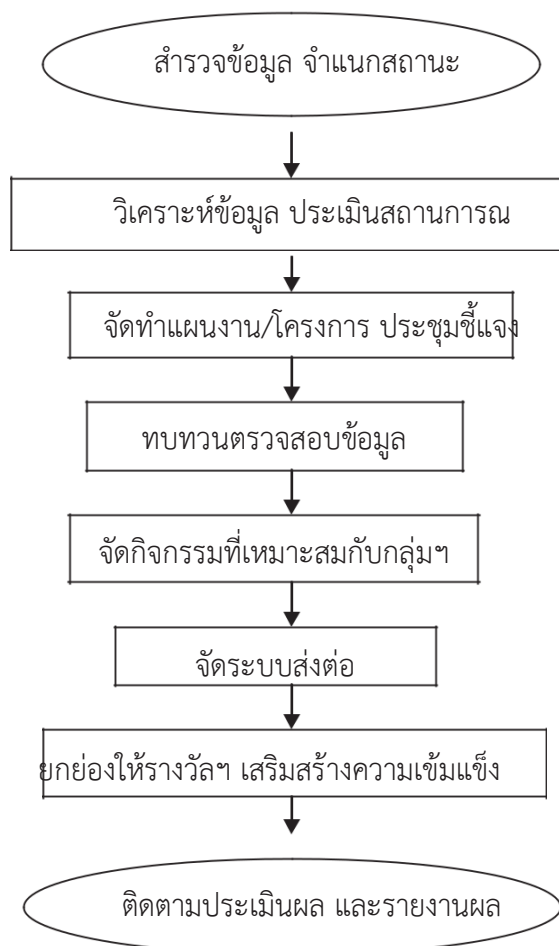 สำรวจข้อมูล จำแนกสถานะ
วิเคราะห์ข้อมูล ประเมินสถานการณ
จัดทำแผนงาน/โครงการ ประชุมชี้แจง
ทบทวนตรวจสอบข้อมูล
จัดกิจกรรมที่เหมาะสมกับกลุ่มฯ
จัดระบบส่งต่อ
ยกย่องให้รางวัลฯ เสริมสร้างความเข้มแข็ง
ติดตามประเมินผล และรายงานผล